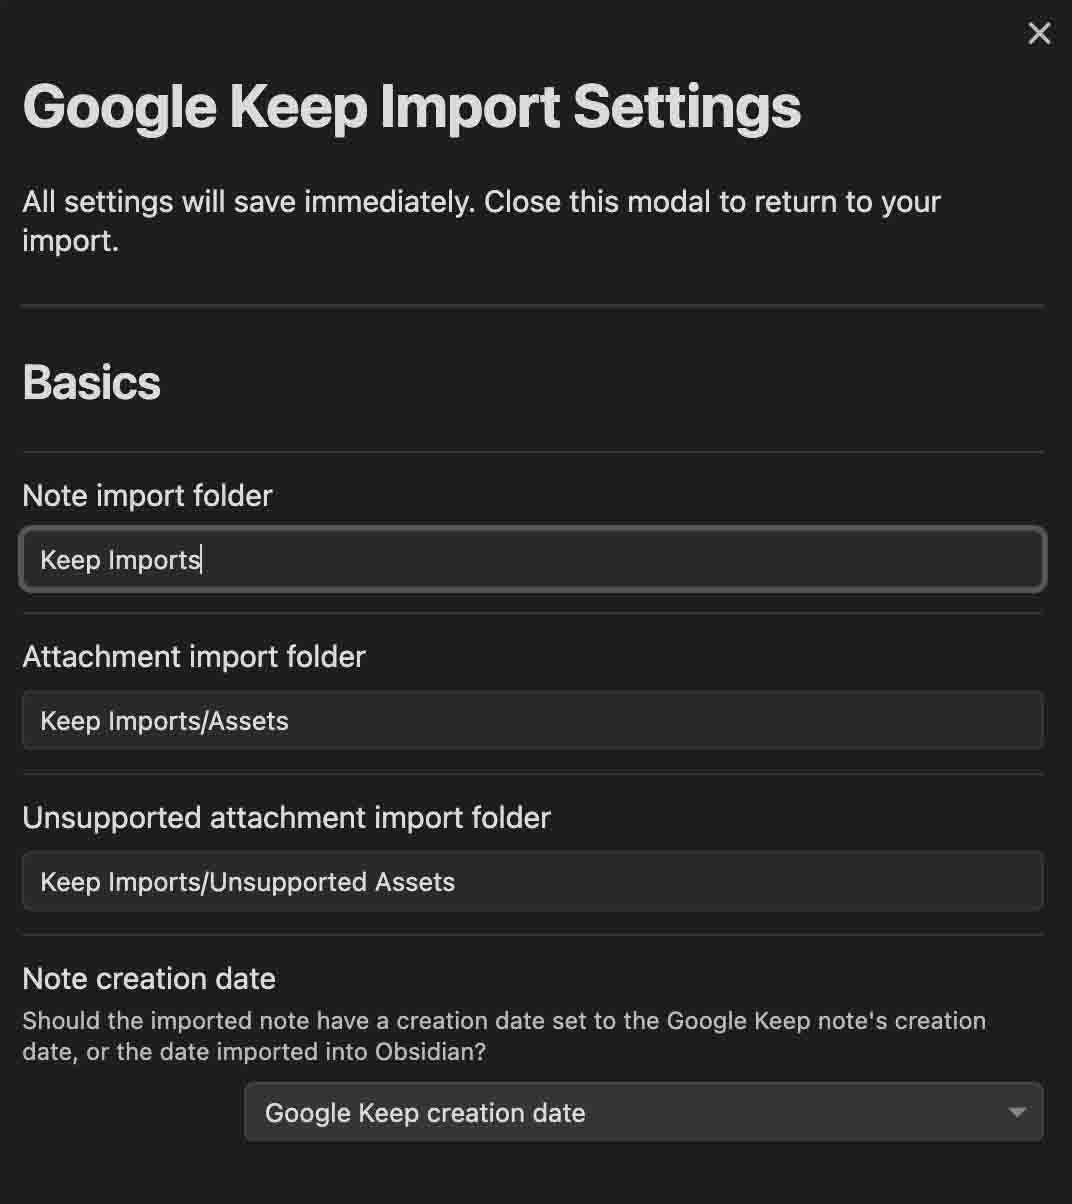 Google Keep Import Settings
All settings will save immediately. Close this modal to return to your
import.
Basics
Note import folder
Keep Imports
Attachment import folder
Keep Imports/Assets
Unsupported attachment import folder
Keep Imports/Unsupported Assets
Note creation date
Should the imported note have a creation date set to the Google Keep note's creation
date, or the date imported into Obsidian?
Google Keep creation date